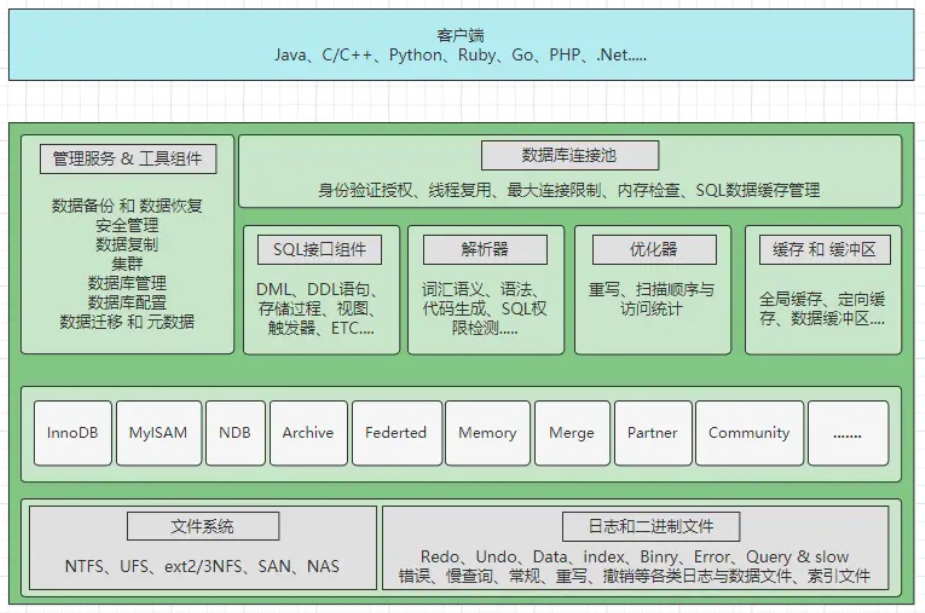 客户端
Java、C/C++、Python、Ruby、Go、PHP、.Net.....
管理服务 & 工具组件
数据备份 和 数据恢复
安全管理
数据复制
集群
数据库管理
数据库配置
数据迁移 和 元数据
数据库连接池
身份验证授权、线程复用、最大连接限制、内存检查、SQL数据缓存管理
SQL接口组件
DML、DDL语句、
存储过程、视图、
触发器、ETC....
解析器
词汇语义、语法、
代码生成、SQL权
限检测.....
优化器
重写、扫描顺序与
访问统计
缓存 和 缓冲区
全局缓存、定向缓
存、数据缓冲区....
InnoDB
MyISAM
NDB
Archive
Federted
Memory
Merge
Partner
Community
.......
文件系统
NTFS、UFS、ext2/3NFS、SAN、NAS
日志和二进制文件
Redo、Undo、Data、index、Binry、Error、Query & slow
错误、慢查询、常规、重写、撤销等各类日志与数据文件、索引文件